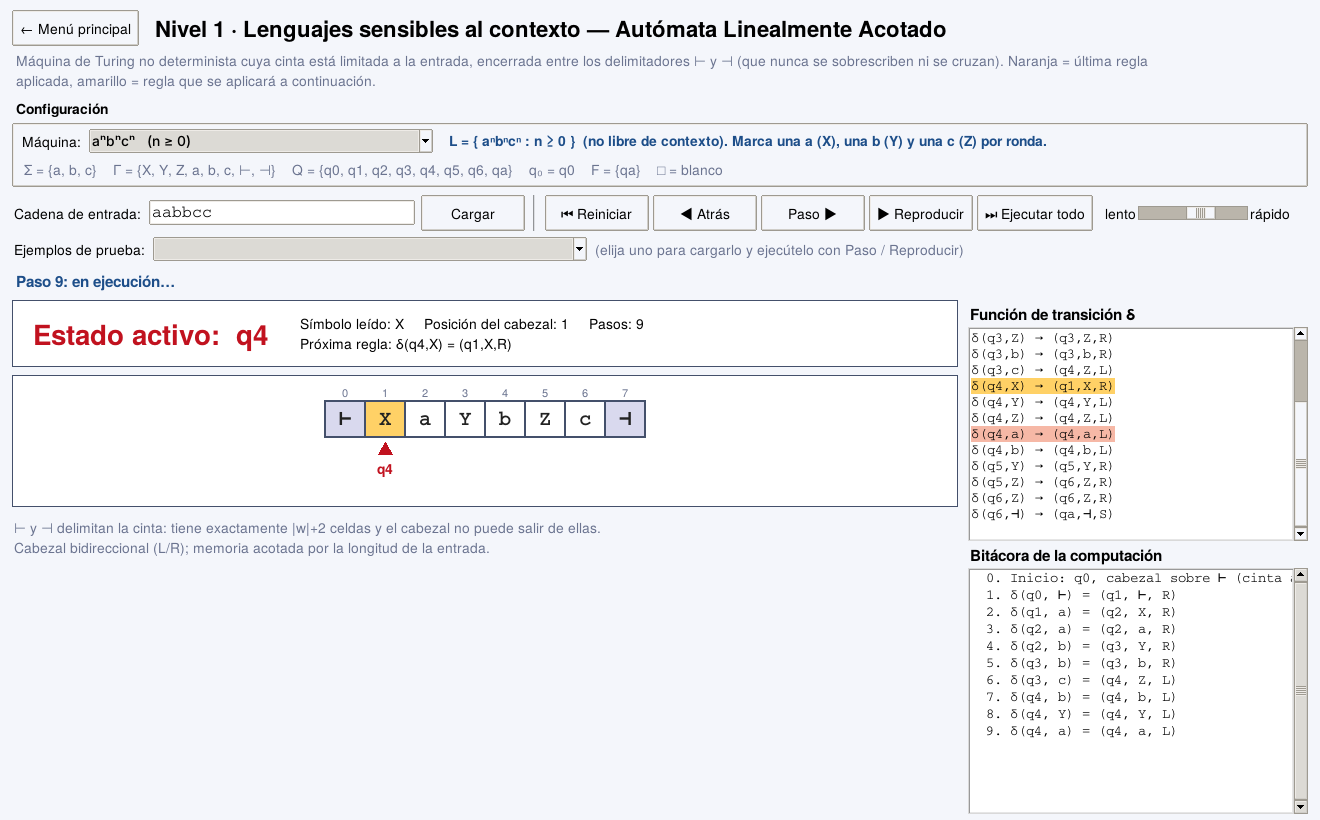 ← Menú principal
Nivel 1 · Lenguajes sensibles al contexto — Autómata Linealmente Acotado
Máquina de Turing no determinista cuya cinta está limitada a la entrada, encerrada entre los delimitadores ⊢ y ⊣ (que nunca se sobrescriben ni se cruzan). Naranja = última regla
aplicada, amarillo = regla que se aplicará a continuación.
Configuración
Máquina: aⁿbⁿcⁿ (n ≥ 0) L = { aⁿbⁿcⁿ : n ≥ 0 } (no libre de contexto). Marca una a (X), una b (Y) y una c (Z) por ronda.
Σ = {a, b, c} Γ = {X, Y, Z, a, b, c, ⊢, ⊣} Q = {q0, q1, q2, q3, q4, q5, q6, qa} q₀ = q0 F = {qa} □ = blanco
Cadena de entrada: aabbcc Cargar ⏮ Reiniciar ◀ Atrás Paso ▶ ▶ Reproducir ⏭ Ejecutar todo lento rápido
Ejemplos de prueba: (elija uno para cargarlo y ejecútelo con Paso / Reproducir)
Paso 9: en ejecución…
Estado activo: q4
Símbolo leído: X Posición del cabezal: 1 Pasos: 9
Próxima regla: δ(q4,X) = (q1,X,R)
0 1 2 3 4 5 6 7
⊢ X a Y b Z c ⊣
q4
⊢ y ⊣ delimitan la cinta: tiene exactamente |w|+2 celdas y el cabezal no puede salir de ellas.
Cabezal bidireccional (L/R); memoria acotada por la longitud de la entrada.
Función de transición δ
δ(q3,Z) → (q3,Z,R)
δ(q3,b) → (q3,b,R)
δ(q3,c) → (q4,Z,L)
δ(q4,X) → (q1,X,R)
δ(q4,Y) → (q4,Y,L)
δ(q4,Z) → (q4,Z,L)
δ(q4,a) → (q4,a,L)
δ(q4,b) → (q4,b,L)
δ(q5,Y) → (q5,Y,R)
δ(q5,Z) → (q6,Z,R)
δ(q6,Z) → (q6,Z,R)
δ(q6,⊣) → (qa,⊣,S)
Bitácora de la computación
0. Inicio: q0, cabezal sobre ⊢ (cinta
1. δ(q0, ⊢) = (q1, ⊢, R)
2. δ(q1, a) = (q2, X, R)
3. δ(q2, a) = (q2, a, R)
4. δ(q2, b) = (q3, Y, R)
5. δ(q3, b) = (q3, b, R)
6. δ(q3, c) = (q4, Z, L)
7. δ(q4, b) = (q4, b, L)
8. δ(q4, Y) = (q4, Y, L)
9. δ(q4, a) = (q4, a, L)